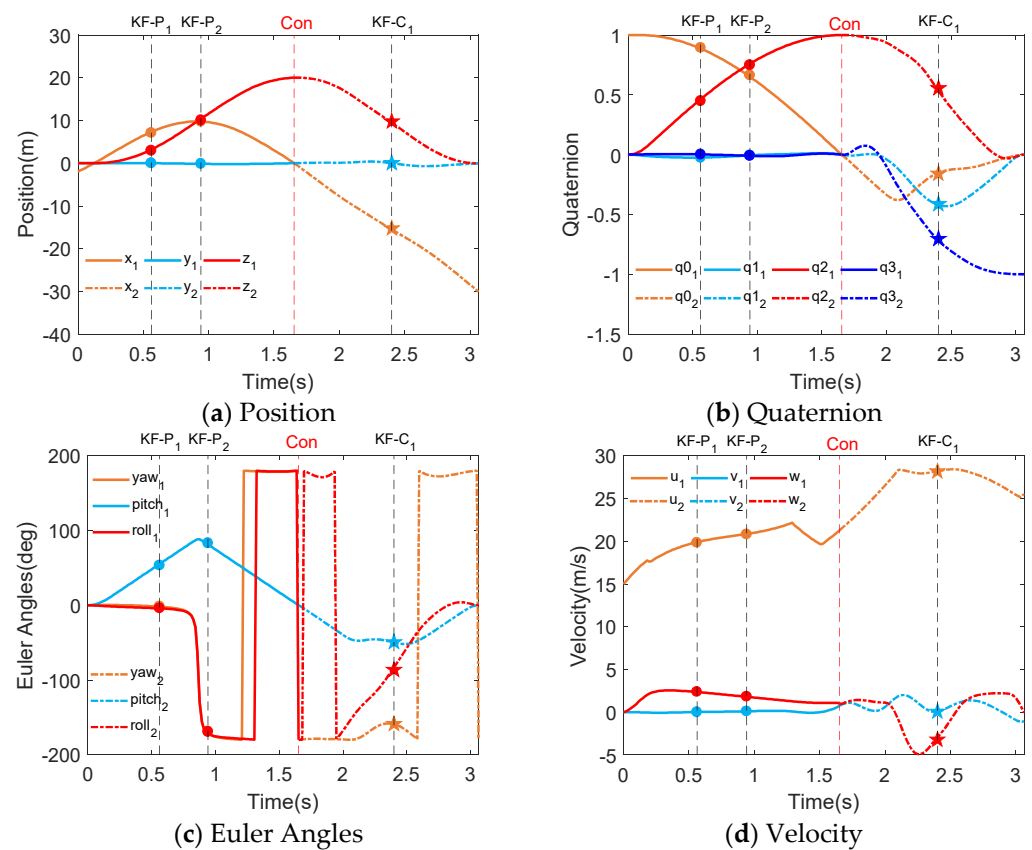 KF-P1 KF-P2 Con KF-C1
30
20
10
0
-10
-20
-30
-40
Position(m)
x1 y1 z1
x2 y2 z2
0 0.5 1 1.5 2 2.5 3
Time(s)
(a) Position
KF-P1 KF-P2 Con KF-C1
1
0.5
0
-0.5
-1
-1.5
Quaternion
q01 q11 q21 q31
q02 q12 q22 q32
0 0.5 1 1.5 2 2.5 3
Time(s)
(b) Quaternion
KF-P1 KF-P2 Con KF-C1
200
100
0
-100
-200
Euler Angles(deg)
yaw1
pitch1
roll1
yaw2
pitch2
roll2
0 0.5 1 1.5 2 2.5 3
Time(s)
(c) Euler Angles
KF-P1 KF-P2 Con KF-C1
30
25
20
15
10
5
0
-5
Velocity(m/s)
u1 v1 w1
u2 v2 w2
0 0.5 1 1.5 2 2.5 3
Time(s)
(d) Velocity